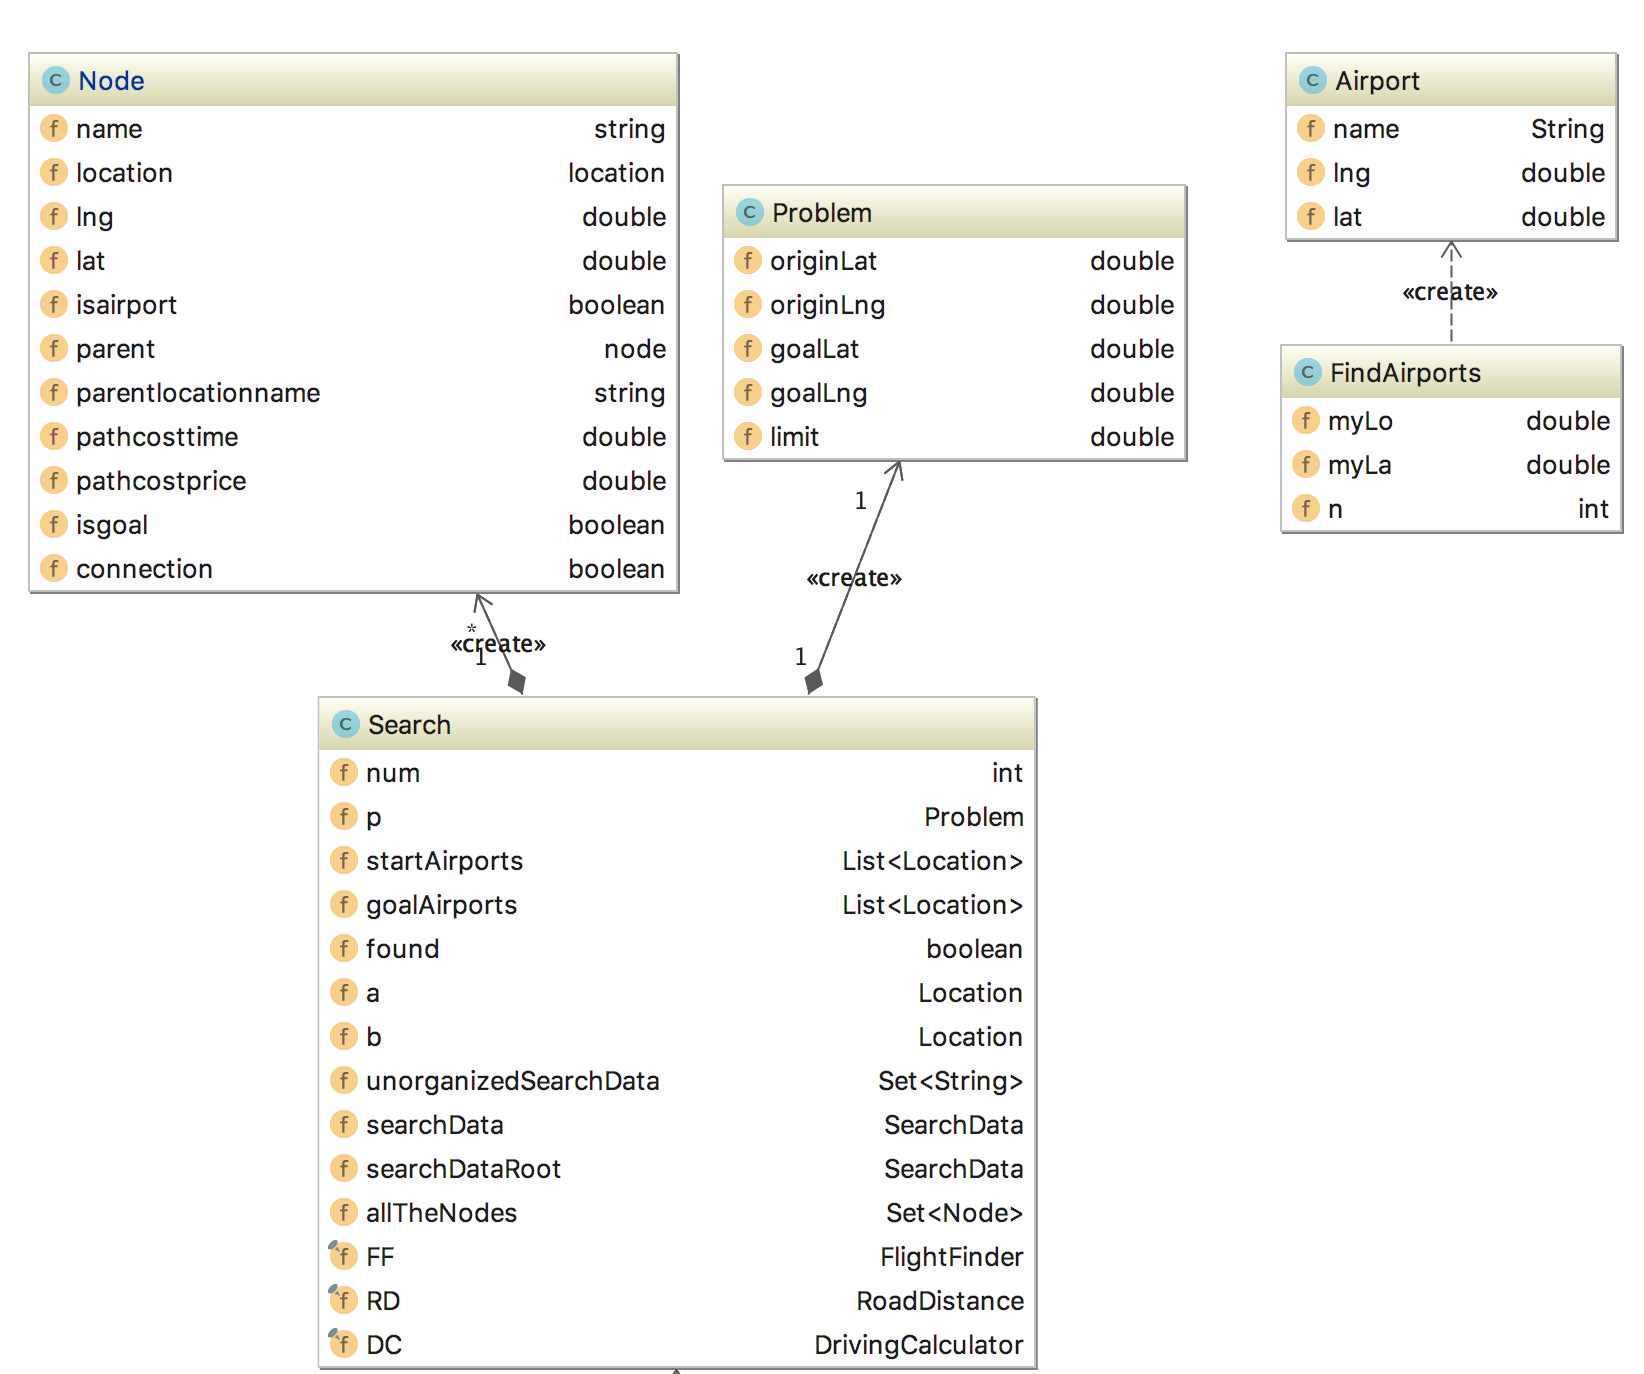 C Node
f name string
f location location
f lng double
f lat double
f isairport boolean
f parent node
f parentlocationname string
f pathcosttime double
f pathcostprice double
f isgoal boolean
f connection boolean
C Problem
f originLat double
f originLng double
f goalLat double
f goalLng double
f limit double
C Airport
f name String
f lng double
f lat double
«create»
C FindAirports
f myLo double
f myLa double
f n int
1
«create»
1
*
«create»
1
C Search
f num int
f p Problem
f startAirports List<Location>
f goalAirports List<Location>
f found boolean
f a Location
f b Location
f unorganizedSearchData Set<String>
f searchData SearchData
f searchDataRoot SearchData
f allTheNodes Set<Node>
f FF FlightFinder
f RD RoadDistance
f DC DrivingCalculator